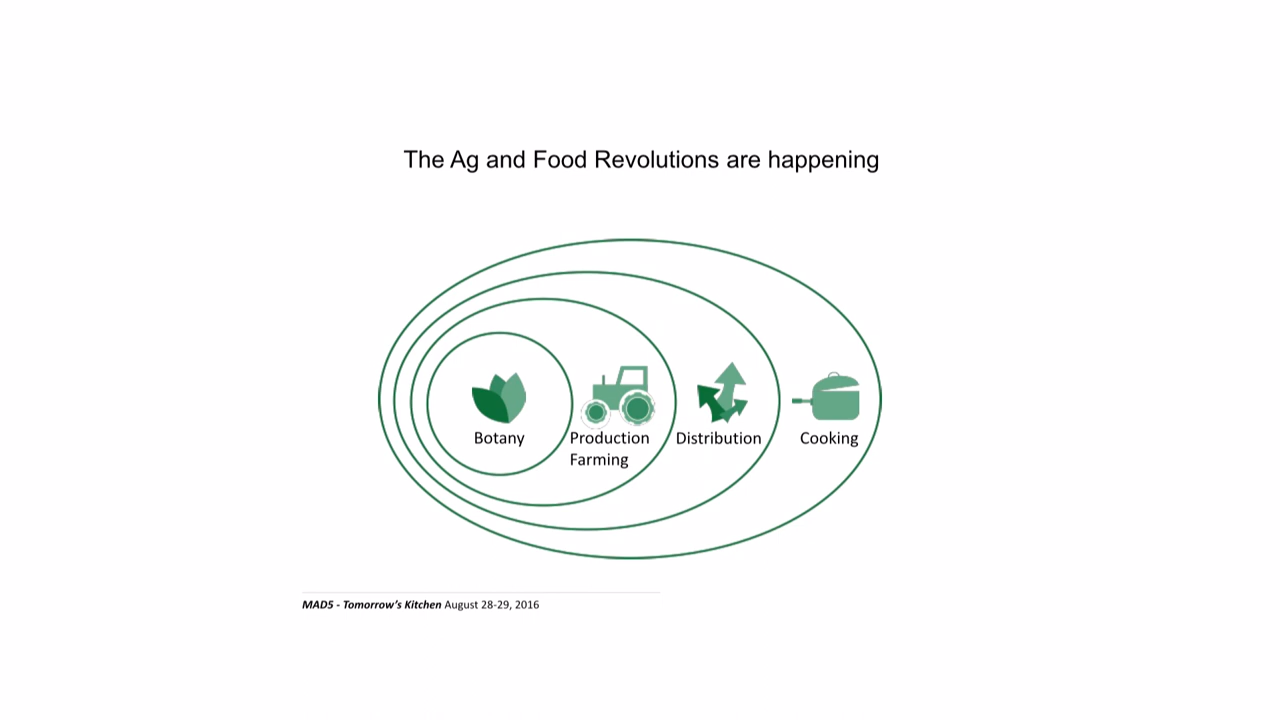 The Ag and Food Revolutions are happening
Botany
Production
Farming
Distribution
Cooking
MAD5 - Tomorrow's Kitchen August 28-29, 2016